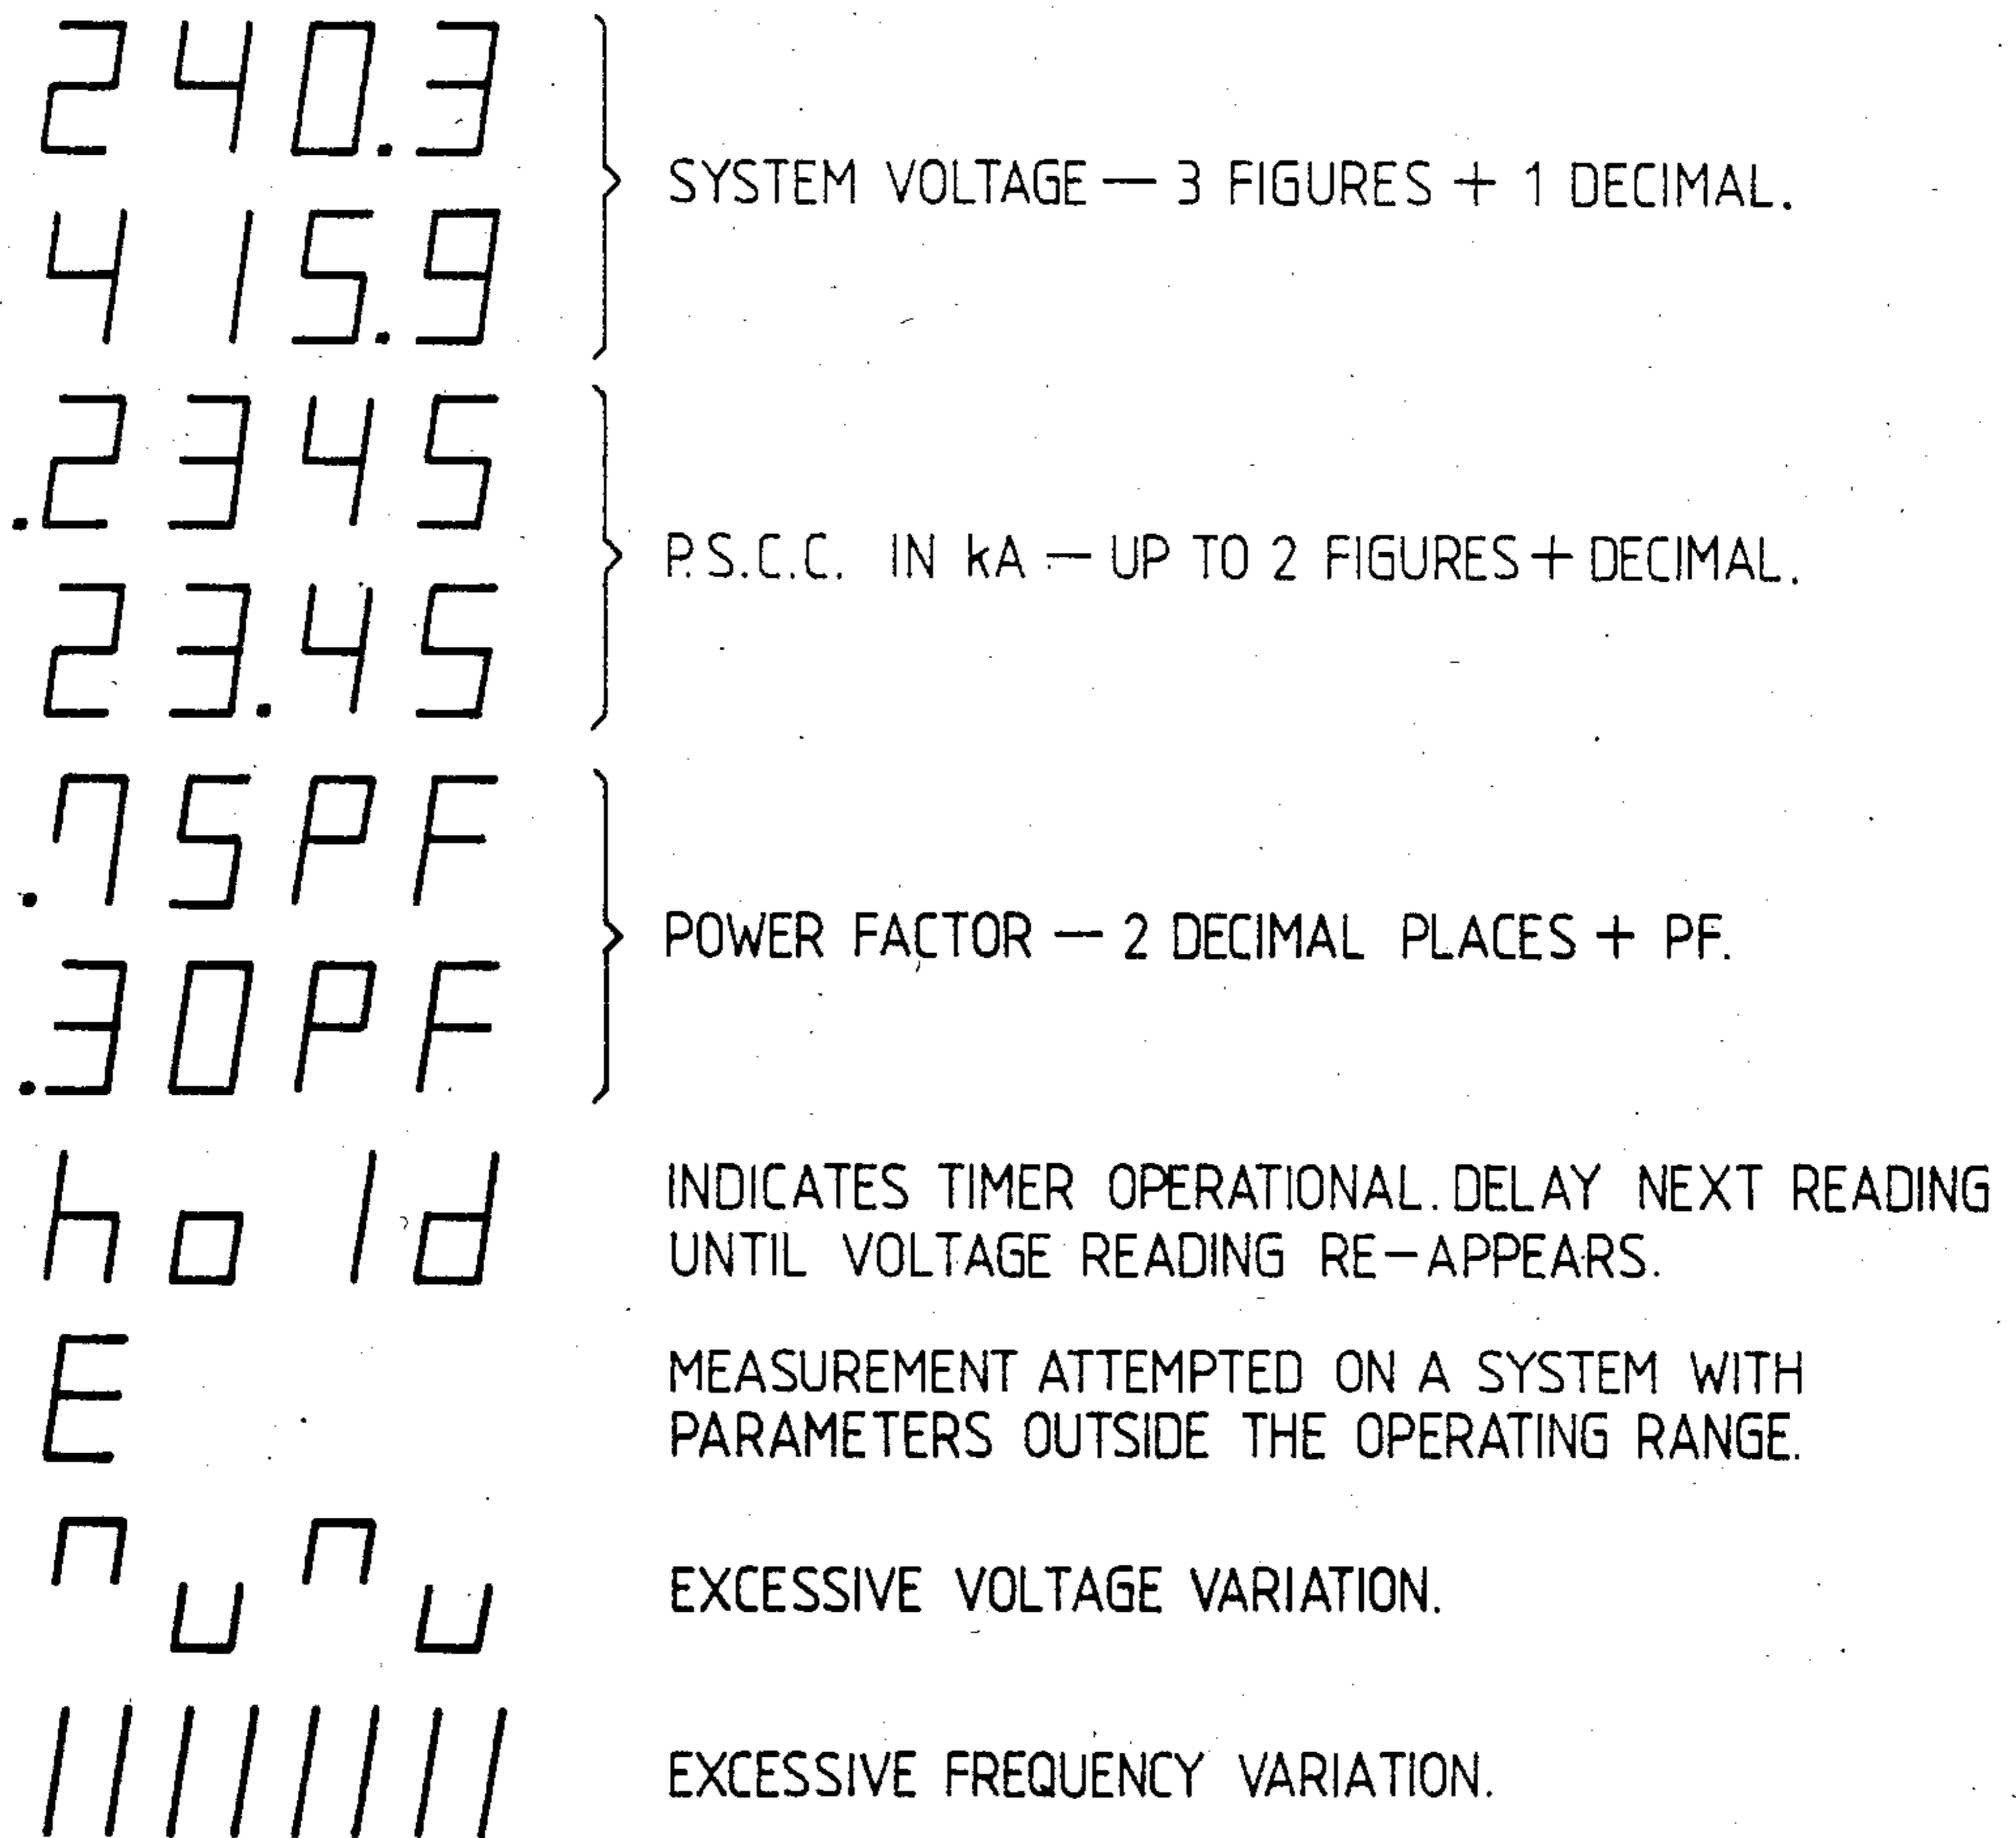 240.3
SYSTEM VOLTAGE — 3 FIGURES + 1 DECIMAL.
415.9
.2345
P.S.C.C. IN kA — UP TO 2 FIGURES + DECIMAL.
23.45
.75PF
POWER FACTOR — 2 DECIMAL PLACES + PF.
.30PF
hold
INDICATES TIMER OPERATIONAL. DELAY NEXT READING
UNTIL VOLTAGE READING RE-APPEARS.
E
MEASUREMENT ATTEMPTED ON A SYSTEM WITH
PARAMETERS OUTSIDE THE OPERATING RANGE.
EXCESSIVE VOLTAGE VARIATION.
EXCESSIVE FREQUENCY VARIATION.